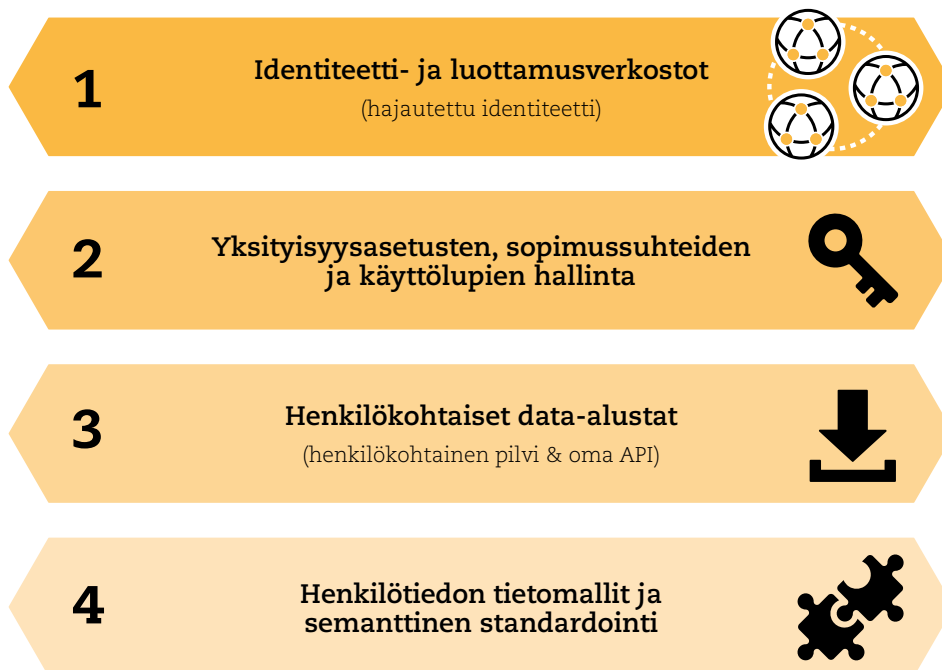 1
Identiteetti- ja luottamusverkostot
(hajautettu identiteetti)
2
Yksityisyysasetusten, sopimussuhteiden
ja käyttölupien hallinta
3
Henkilökohtaiset data-alustat
(henkilökohtainen pilvi & oma API)
4
Henkilötiedon tietomallit ja
semanttinen standardointi